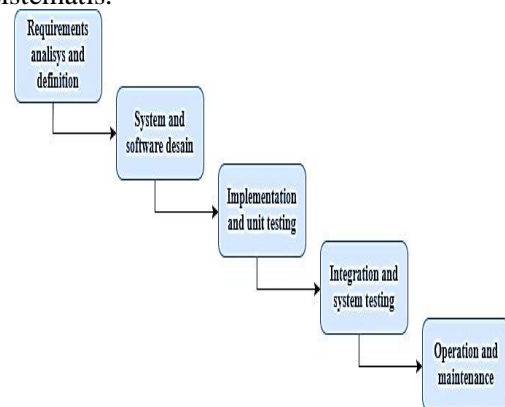 sistematis.
Requirements
analisys and
definition
System and
software desain
Implementation
and unit testing
Integration and
system testing
Operation and
maintenance